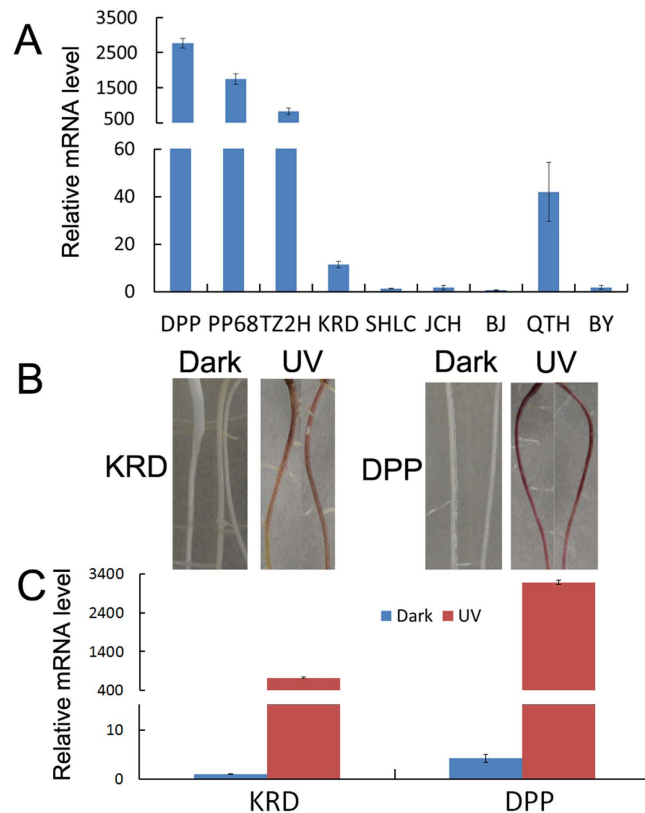 A
Relative mRNA level
3500
2500
1500
500
60
40
20
0
DPP PP68 TZ2H KRD SHLC JCH BJ QTH BY
B
Dark UV Dark UV
KRD DPP
C
Relative mRNA level
3400
2400
1400
400
10
0
Dark UV
KRD DPP